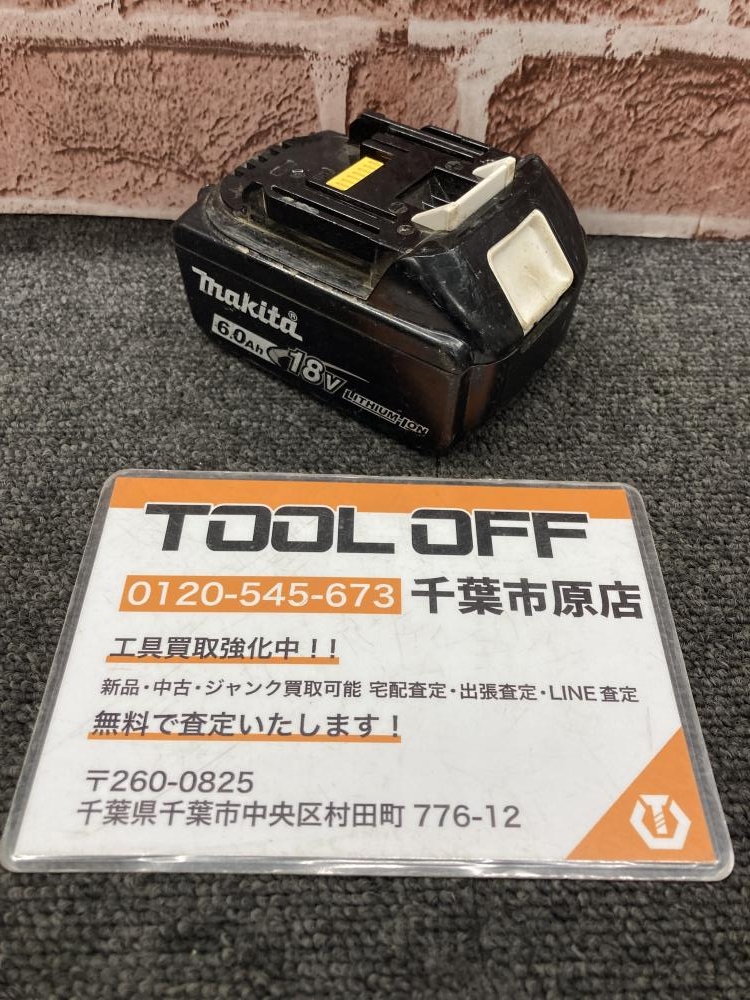 makita®
6.0Ah 18V LITHIUM-ION
TOOL OFF
0120-545-673 千葉市原店
工具買取強化中！！
新品・中古・ジャンク買取可能 宅配査定・出張査定・LINE査定
無料で査定いたします！
〒260-0825
千葉県千葉市中央区村田町 776-12